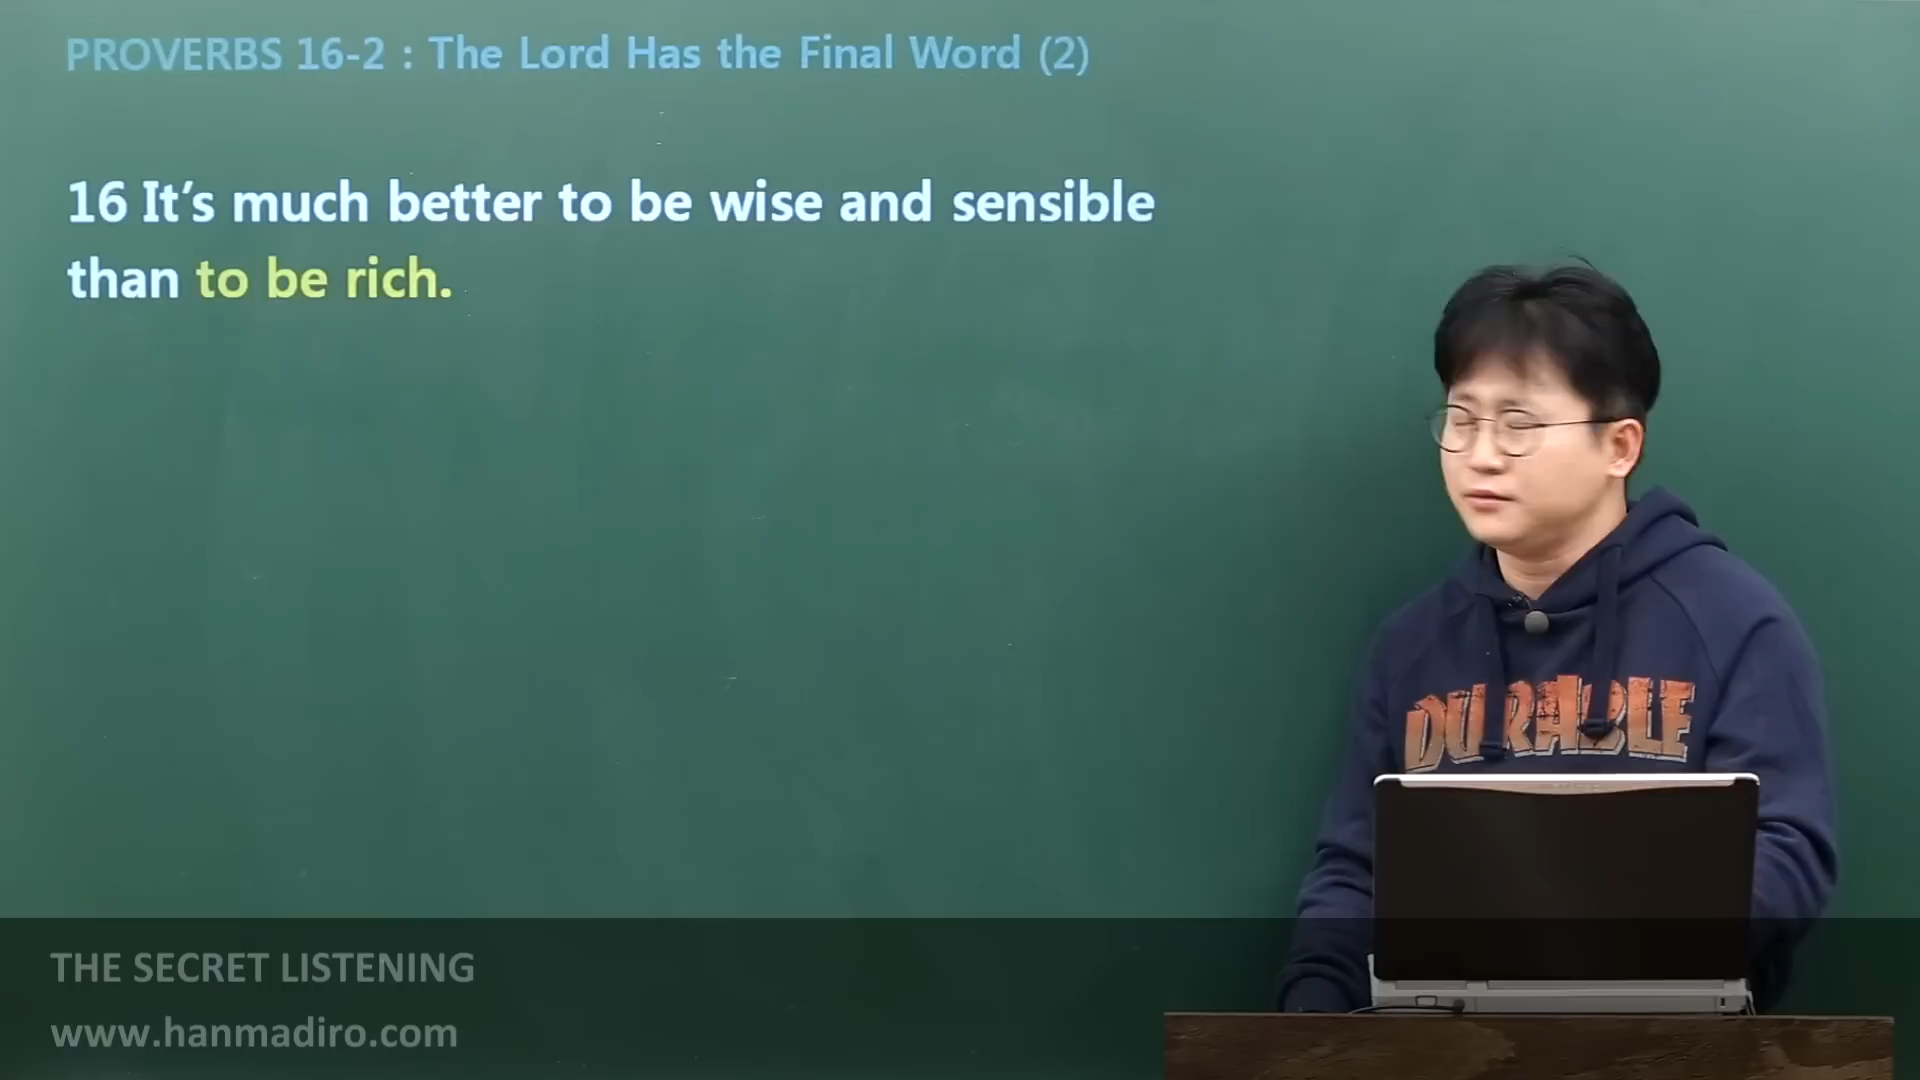 PROVERBS 16-2 : The Lord Has the Final Word (2)
16 It’s much better to be wise and sensible
than to be rich.
DURABLE
THE SECRET LISTENING
www.hanmadiro.com